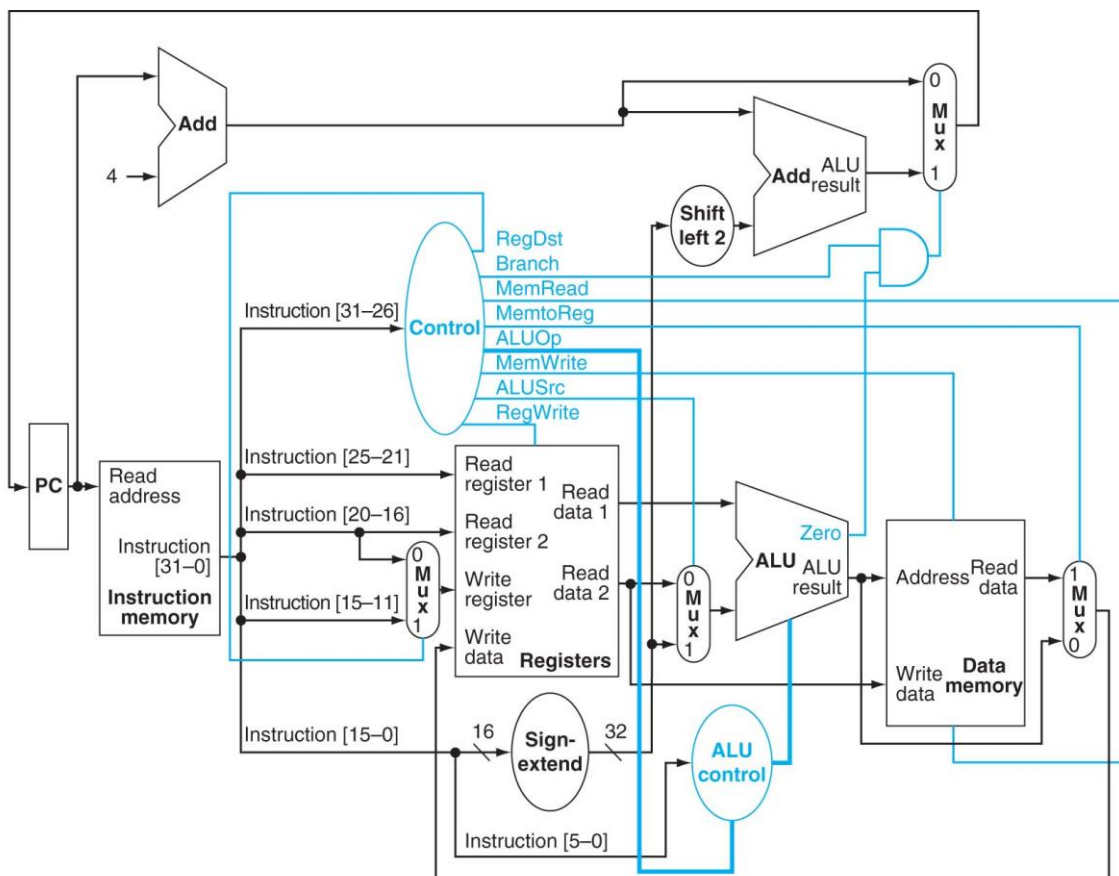 0
M
u
x
1
Add
4
Add
ALU
result
Shift
left 2
RegDst
Branch
MemRead
MemtoReg
ALUOp
MemWrite
ALUSrc
RegWrite
Instruction [31–26]
Control
PC
Read
address
Instruction
[31–0]
Instruction
memory
Instruction [25–21]
Instruction [20–16]
Instruction [15–11]
0
M
u
x
1
Read
register 1
Read
register 2
Write
register
Write
data
Read
data 1
Read
data 2
Registers
0
M
u
x
1
Zero
ALU
ALU
result
Address
Read
data
Write
data
Data
memory
1
M
u
x
0
Instruction [15–0]
16
Sign-
extend
32
ALU
control
Instruction [5–0]